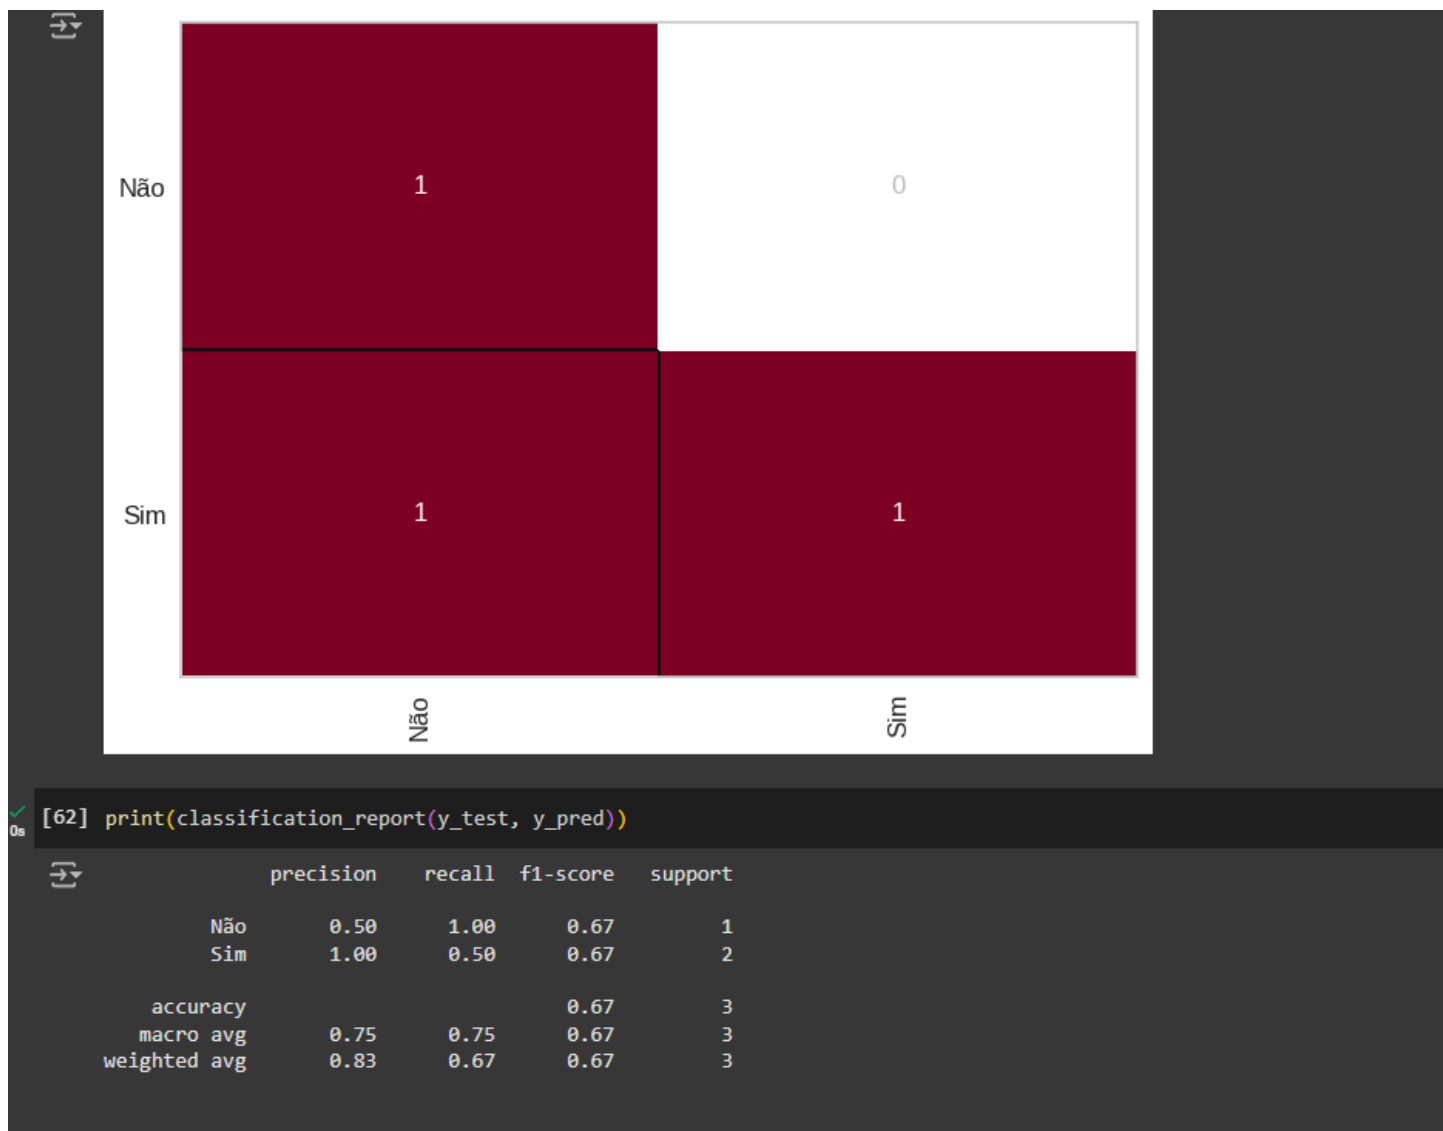 Não 1 0
Sim 1 1
Não Sim
0s [62] print(classification_report(y_test, y_pred))
precision recall f1-score support
Não 0.50 1.00 0.67 1
Sim 1.00 0.50 0.67 2
accuracy 0.67 3
macro avg 0.75 0.75 0.67 3
weighted avg 0.83 0.67 0.67 3